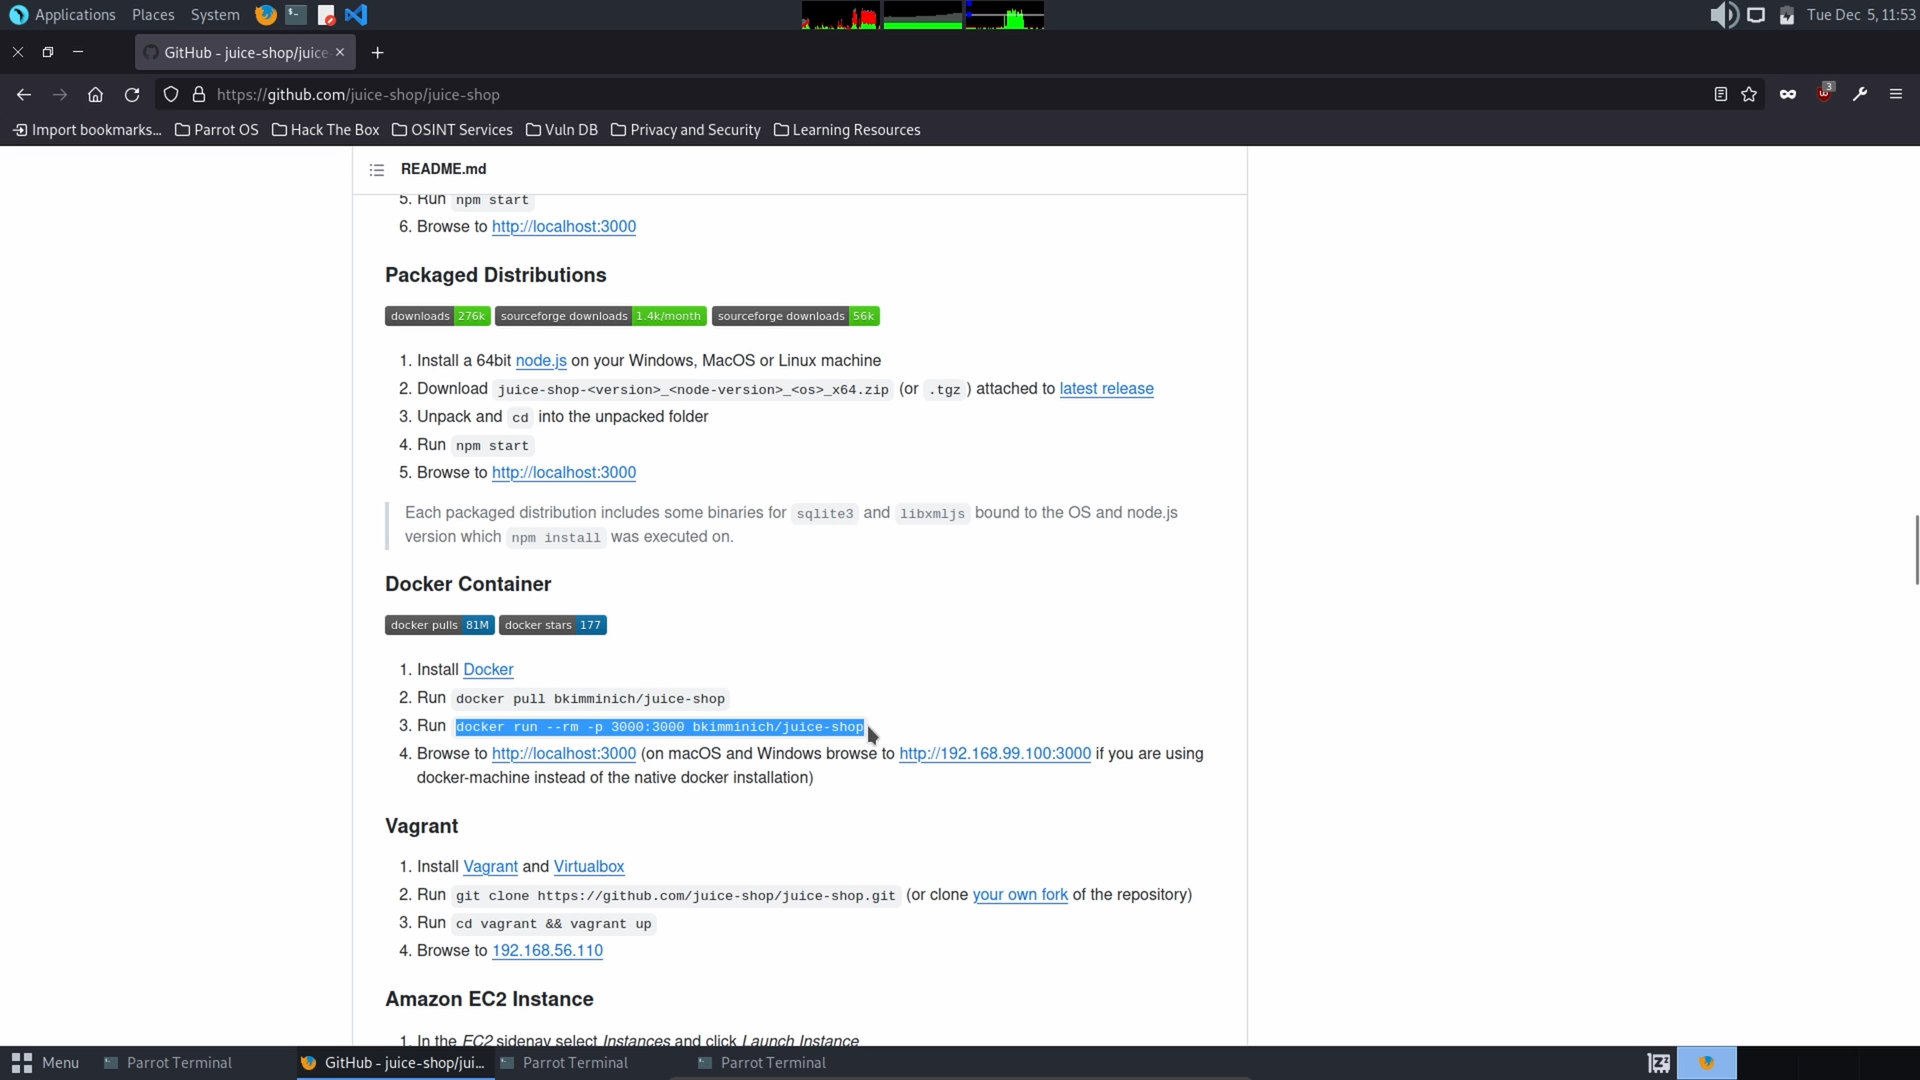 Applications Places System Tue Dec 5, 11:53
GitHub - juice-shop/juice-
https://github.com/juice-shop/juice-shop 3
Import bookmarks... Parrot OS Hack The Box OSINT Services Vuln DB Privacy and Security Learning Resources
README.md
5. Run npm start
6. Browse to http://localhost:3000
Packaged Distributions
downloads 276k sourceforge downloads 1.4k/month sourceforge downloads 56k
1. Install a 64bit node.js on your Windows, MacOS or Linux machine
2. Download juice-shop-<version>_<node-version>_<os>_x64.zip (or .tgz ) attached to latest release
3. Unpack and cd into the unpacked folder
4. Run npm start
5. Browse to http://localhost:3000
Each packaged distribution includes some binaries for sqlite3 and libxmljs bound to the OS and node.js
version which npm install was executed on.
Docker Container
docker pulls 81M docker stars 177
1. Install Docker
2. Run docker pull bkimminich/juice-shop
3. Run docker run --rm -p 3000:3000 bkimminich/juice-shop
4. Browse to http://localhost:3000 (on macOS and Windows browse to http://192.168.99.100:3000 if you are using
docker-machine instead of the native docker installation)
Vagrant
1. Install Vagrant and Virtualbox
2. Run git clone https://github.com/juice-shop/juice-shop.git (or clone your own fork of the repository)
3. Run cd vagrant && vagrant up
4. Browse to 192.168.56.110
Amazon EC2 Instance
1. In the EC2 sidenav select Instances and click Launch Instance
Menu Parrot Terminal GitHub - juice-shop/jui... Parrot Terminal Parrot Terminal